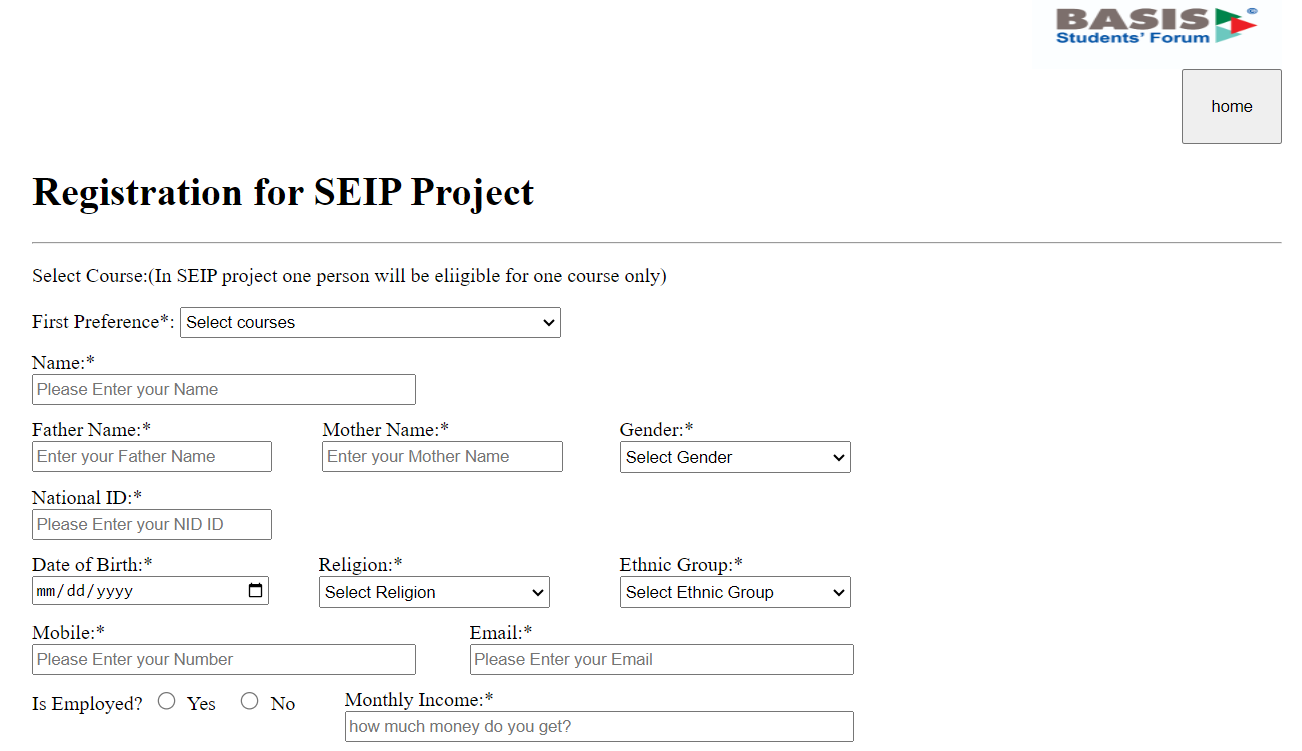 BASIS
Students' Forum
home
Registration for SEIP Project
Select Course:(In SEIP project one person will be eliigible for one course only)
First Preference*: Select courses
Name:*
Please Enter your Name
Father Name:* Mother Name:* Gender:*
Enter your Father Name Enter your Mother Name Select Gender
National ID:*
Please Enter your NID ID
Date of Birth:* Religion:* Ethnic Group:*
mm/dd/yyyy Select Religion Select Ethnic Group
Mobile:* Email:*
Please Enter your Number Please Enter your Email
Is Employed? Yes No Monthly Income:*
how much money do you get?